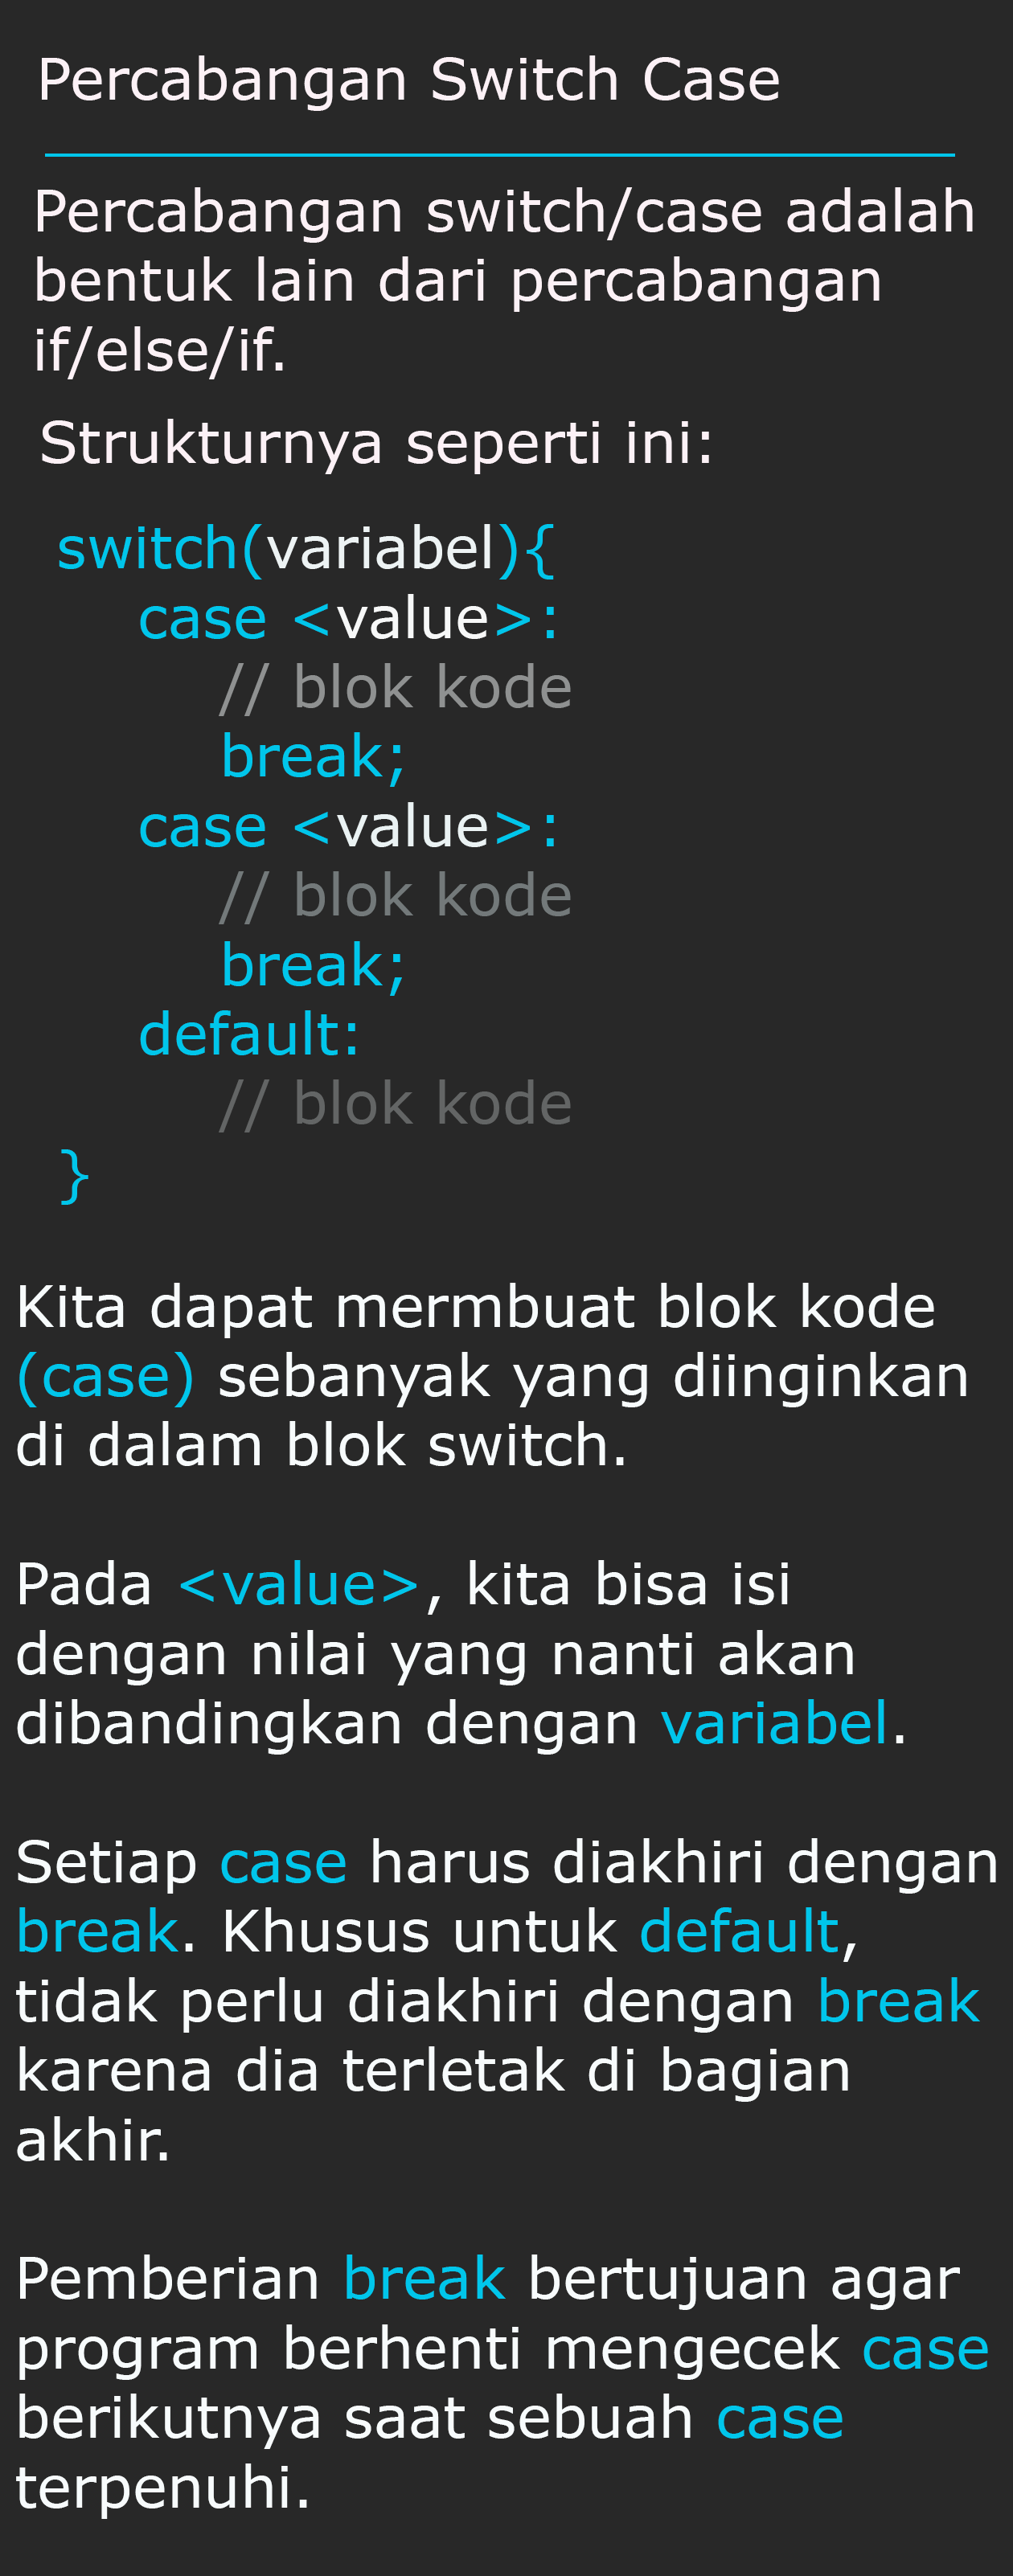 Percabangan Switch Case
Percabangan switch/case adalah
bentuk lain dari percabangan
if/else/if.
Strukturnya seperti ini:
switch(variabel){
case <value>:
// blok kode
break;
case <value>:
// blok kode
break;
default:
// blok kode
}
Kita dapat mermbuat blok kode
(case) sebanyak yang diinginkan
di dalam blok switch.
Pada <value>, kita bisa isi
dengan nilai yang nanti akan
dibandingkan dengan variabel.
Setiap case harus diakhiri dengan
break. Khusus untuk default,
tidak perlu diakhiri dengan break
karena dia terletak di bagian
akhir.
Pemberian break bertujuan agar
program berhenti mengecek case
berikutnya saat sebuah case
terpenuhi.